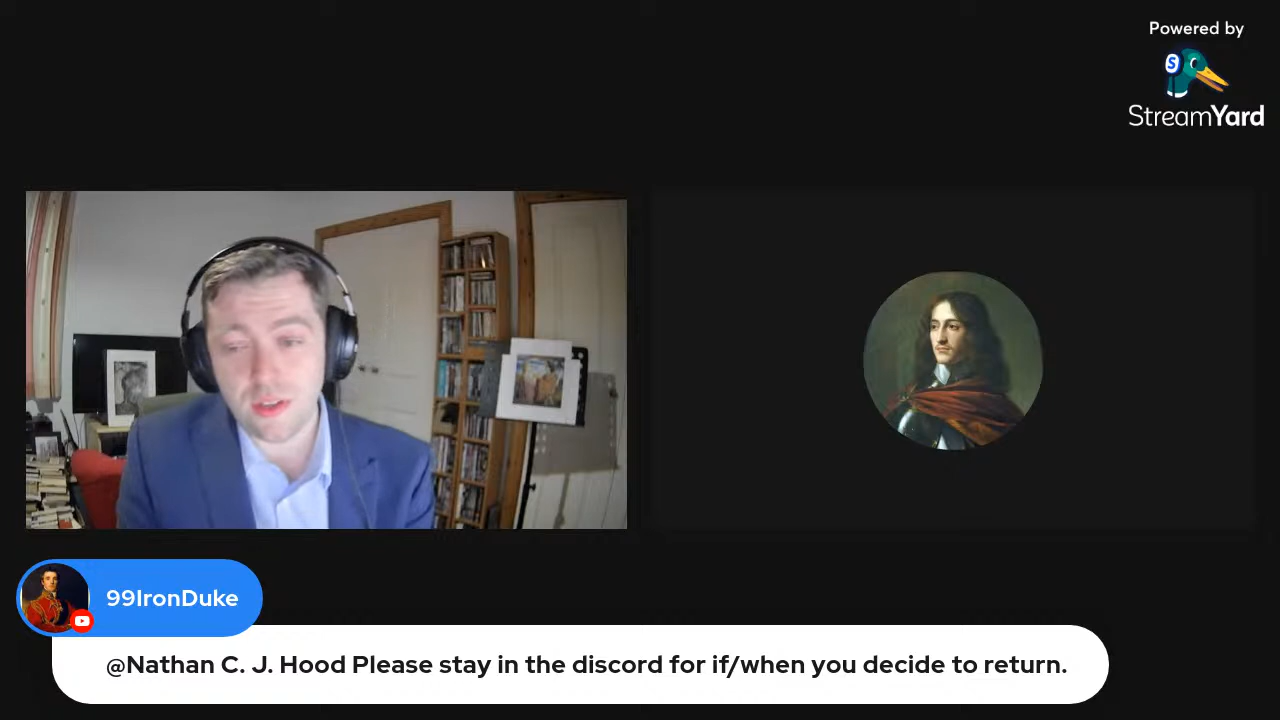 Powered by
S
StreamYard
99IronDuke
@Nathan C. J. Hood Please stay in the discord for if/when you decide to return.